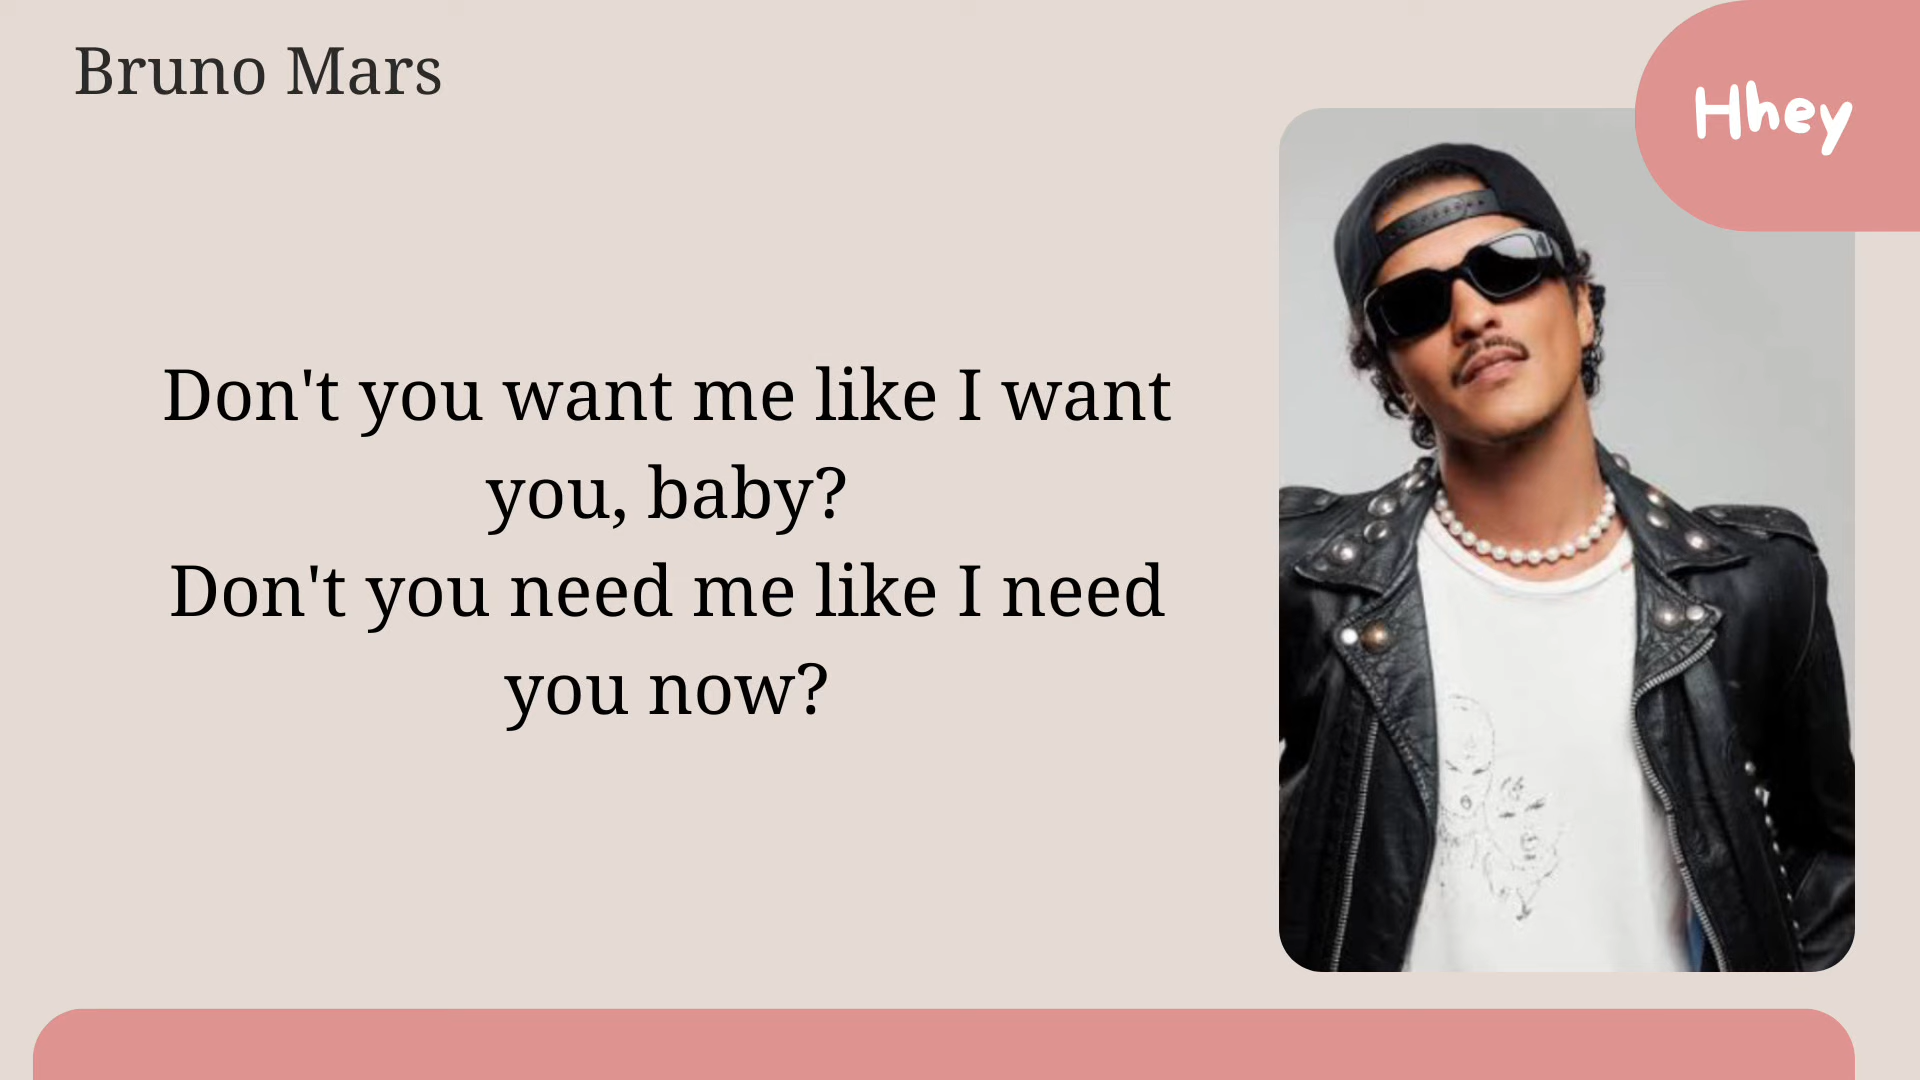 Bruno Mars
Hhey
Don't you want me like I want
you, baby?
Don't you need me like I need
you now?